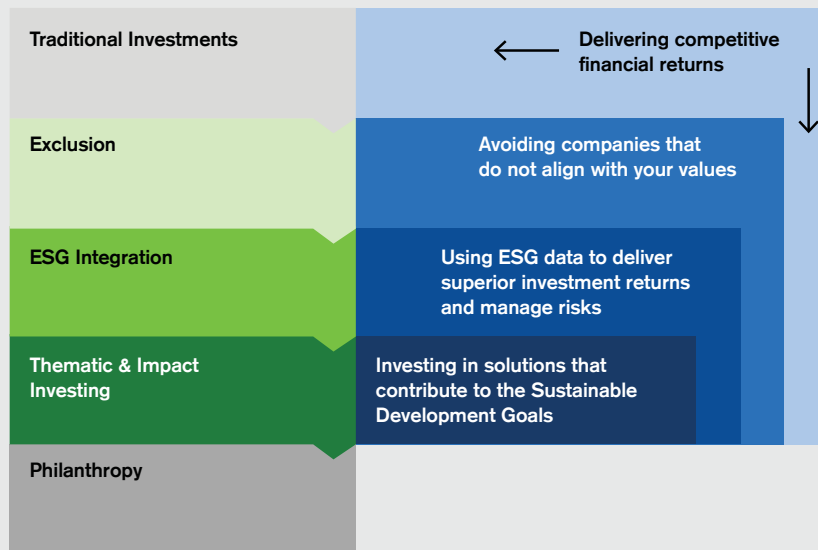 Traditional Investments
Delivering competitive
financial returns
Exclusion
Avoiding companies that
do not align with your values
ESG Integration
Using ESG data to deliver
superior investment returns
and manage risks
Thematic & Impact
Investing
Investing in solutions that
contribute to the Sustainable
Development Goals
Philanthropy